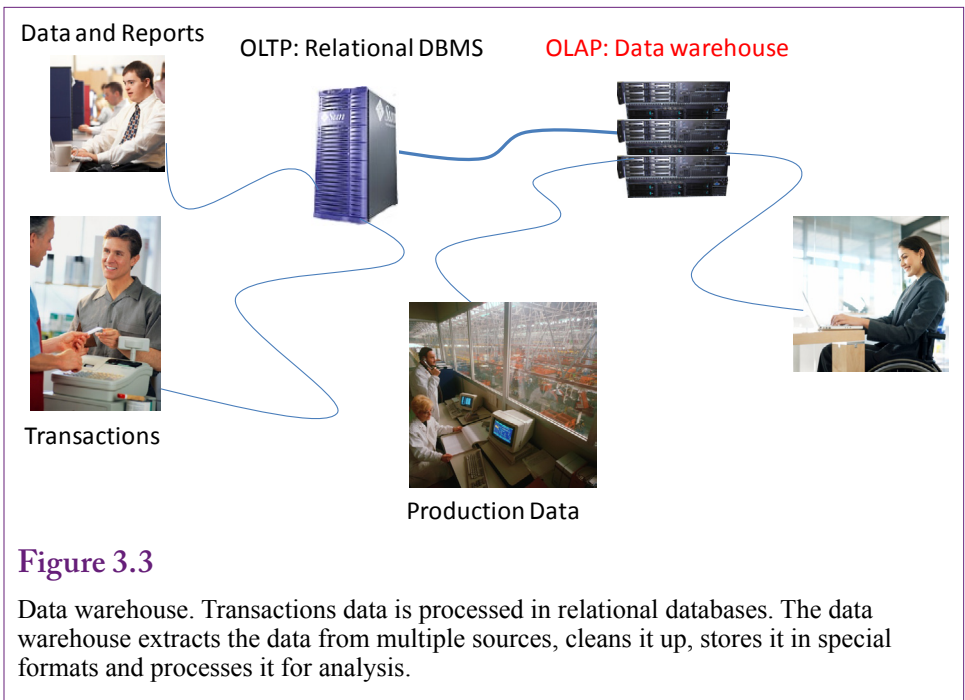 Data and Reports
OLTP: Relational DBMS
OLAP: Data warehouse
Sun
Transactions
Production Data
Figure 3.3
Data warehouse. Transactions data is processed in relational databases. The data
warehouse extracts the data from multiple sources, cleans it up, stores it in special
formats and processes it for analysis.